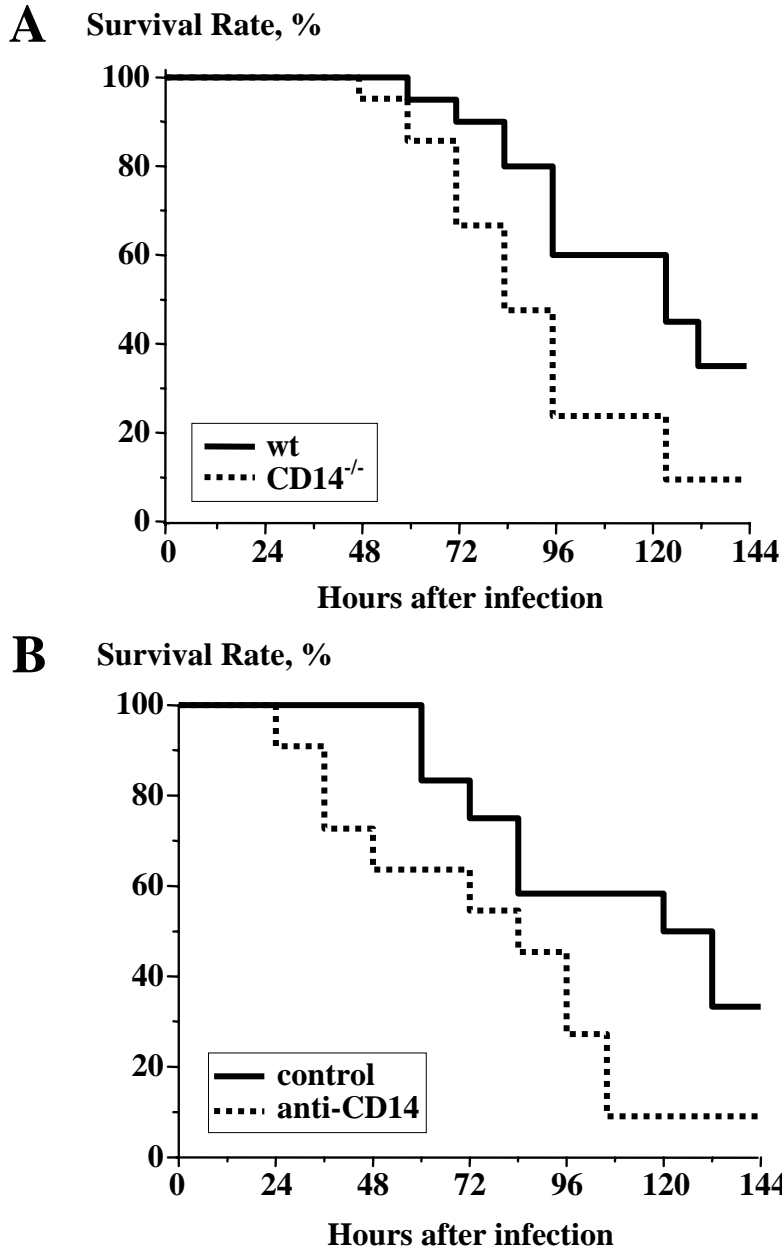 A Survival Rate, %
100
80
60
40
20
0
wt
CD14-/-
0 24 48 72 96 120 144
Hours after infection
B Survival Rate, %
100
80
60
40
20
0
control
anti-CD14
0 24 48 72 96 120 144
Hours after infection